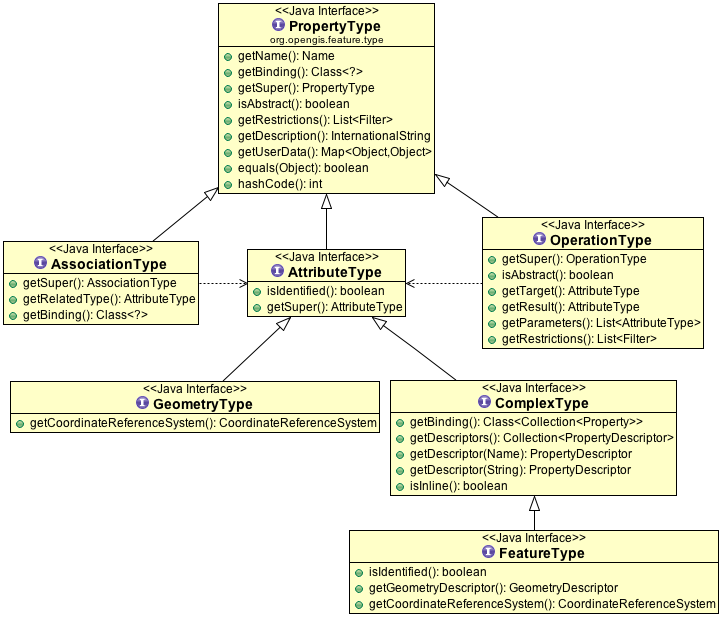 <<Java Interface>>
PropertyType
org.opengis.feature.type
getName(): Name
getBinding(): Class<?>
getSuper(): PropertyType
isAbstract(): boolean
getRestrictions(): List<Filter>
getDescription(): InternationalString
getUserData(): Map<Object,Object>
equals(Object): boolean
hashCode(): int
<<Java Interface>>
AssociationType
getSuper(): AssociationType
getRelatedType(): AttributeType
getBinding(): Class<?>
<<Java Interface>>
AttributeType
isIdentified(): boolean
getSuper(): AttributeType
<<Java Interface>>
OperationType
getSuper(): OperationType
isAbstract(): boolean
getTarget(): AttributeType
getResult(): AttributeType
getParameters(): List<AttributeType>
getRestrictions(): List<Filter>
<<Java Interface>>
GeometryType
getCoordinateReferenceSystem(): CoordinateReferenceSystem
<<Java Interface>>
ComplexType
getBinding(): Class<Collection<Property>>
getDescriptors(): Collection<PropertyDescriptor>
getDescriptor(Name): PropertyDescriptor
getDescriptor(String): PropertyDescriptor
isInline(): boolean
<<Java Interface>>
FeatureType
isIdentified(): boolean
getGeometryDescriptor(): GeometryDescriptor
getCoordinateReferenceSystem(): CoordinateReferenceSystem